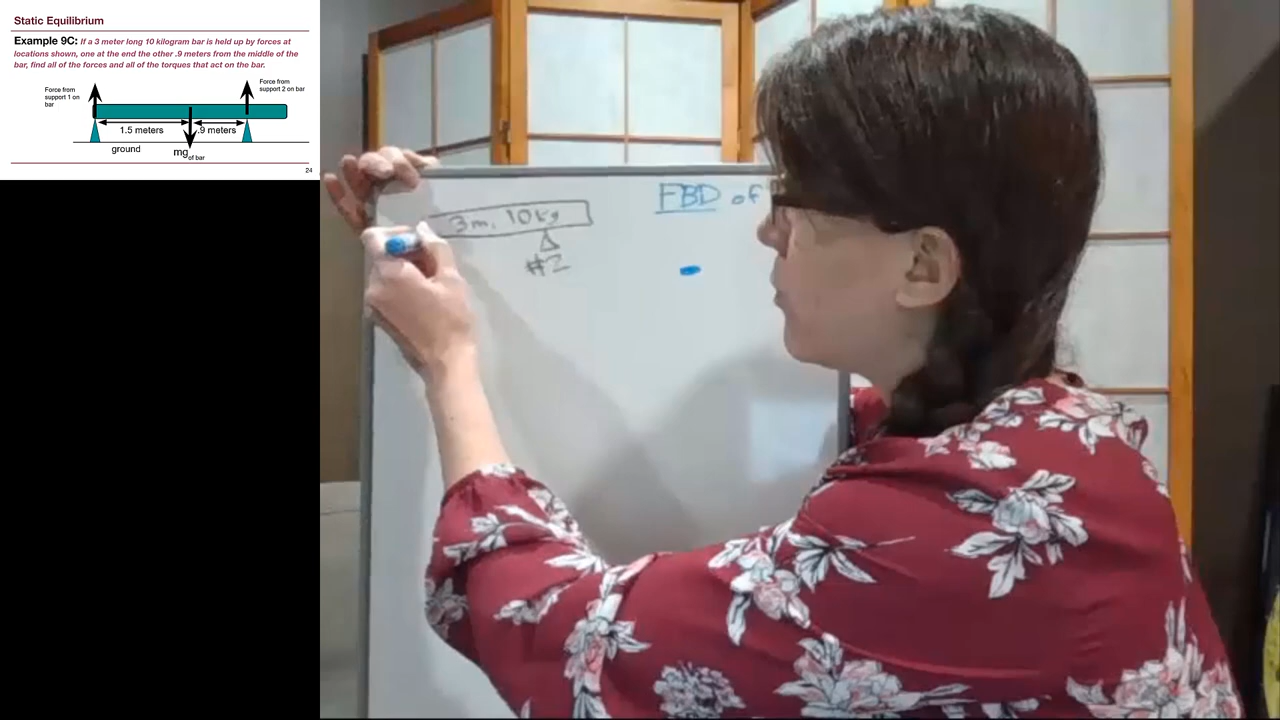 Static Equilibrium
Example 9C: If a 3 meter long 10 kilogram bar is held up by forces at
locations shown, one at the end the other .9 meters from the middle of the
bar, find all of the forces and all of the torques that act on the bar.
Force from
support 1 on
bar
Force from
support 2 on bar
1.5 meters
.9 meters
ground
mg of bar
24
3m, 10kg
#2
FBD of